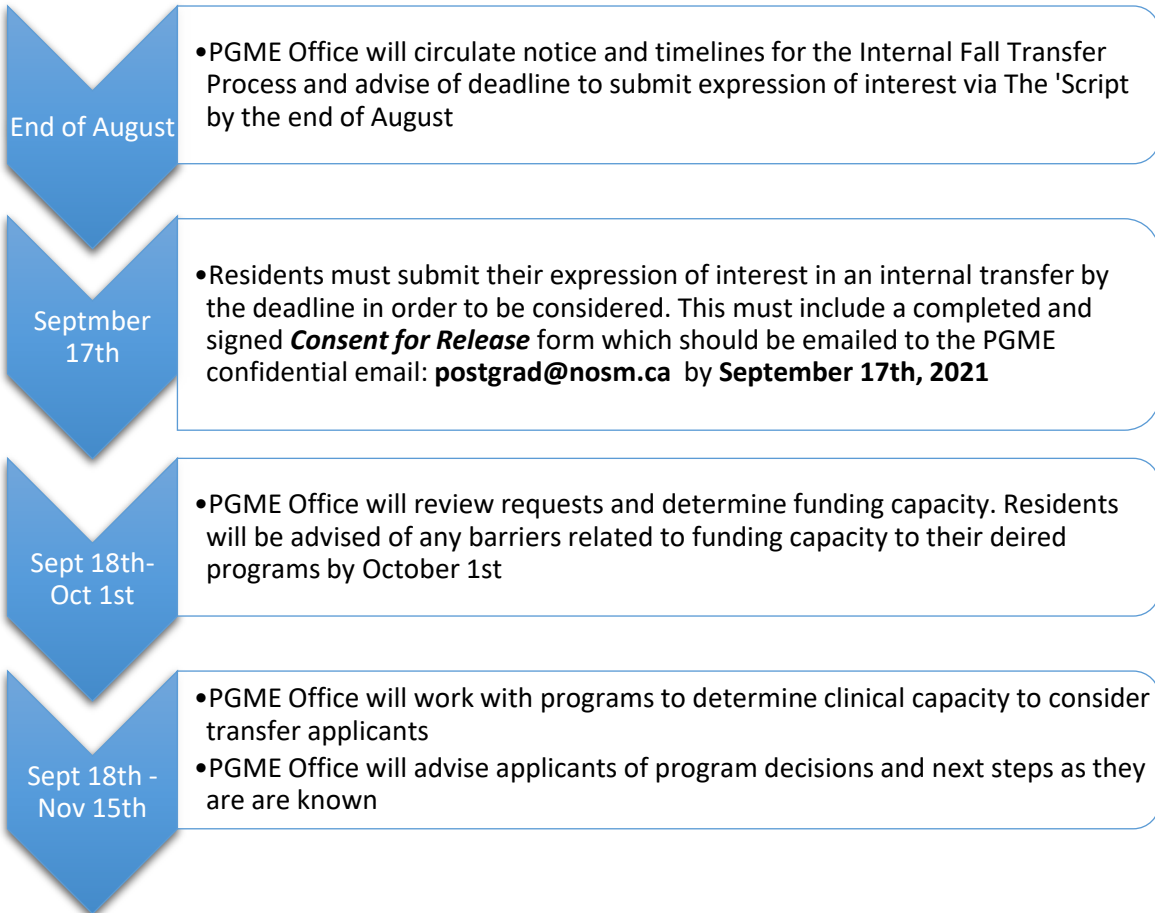 End of August
•PGME Office will circulate notice and timelines for the Internal Fall Transfer
Process and advise of deadline to submit expression of interest via The 'Script
by the end of August
Septmber
17th
•Residents must submit their expression of interest in an internal transfer by
the deadline in order to be considered. This must include a completed and
signed Consent for Release form which should be emailed to the PGME
confidential email: postgrad@nosm.ca by September 17th, 2021
Sept 18th-
Oct 1st
•PGME Office will review requests and determine funding capacity. Residents
will be advised of any barriers related to funding capacity to their deired
programs by October 1st
Sept 18th -
Nov 15th
•PGME Office will work with programs to determine clinical capacity to consider
transfer applicants
•PGME Office will advise applicants of program decisions and next steps as they
are are known